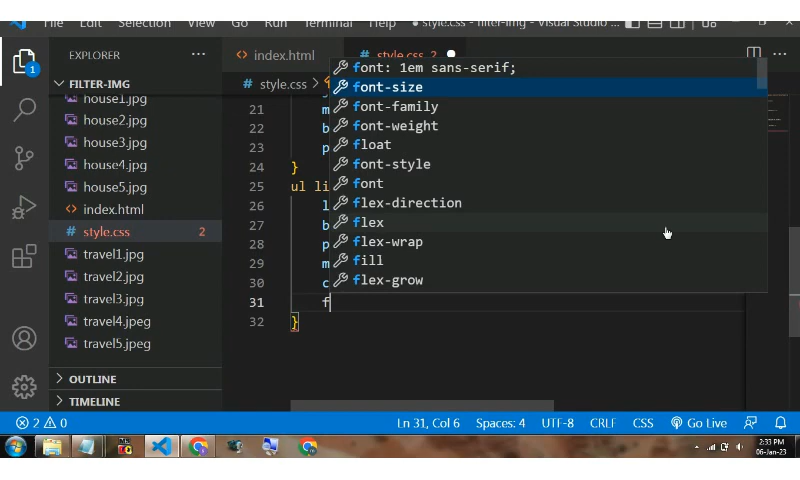 File Edit Selection View Go Run Terminal Help ● style.css - filter-img - Visual Studio ...
EXPLORER ...
FILTER-IMG
house1.jpg
house2.jpg
house3.jpg
house4.jpg
house5.jpg
<> index.html
# style.css 2
travel1.jpg
travel2.jpg
travel3.jpg
travel4.jpeg
travel5.jpeg
OUTLINE
TIMELINE
<> index.html
# style.css 2
# style.css >
21 m
22 b
23 p
24 }
25 ul li
26 l
27 b
28 p
29 m
30 c
31 f
32 }
font: 1em sans-serif;
font-size
font-family
font-weight
float
font-style
font
flex-direction
flex
flex-wrap
fill
flex-grow
1
2 0 Ln 31, Col 6 Spaces: 4 UTF-8 CRLF CSS Go Live
2:33 PM
06-Jan-23